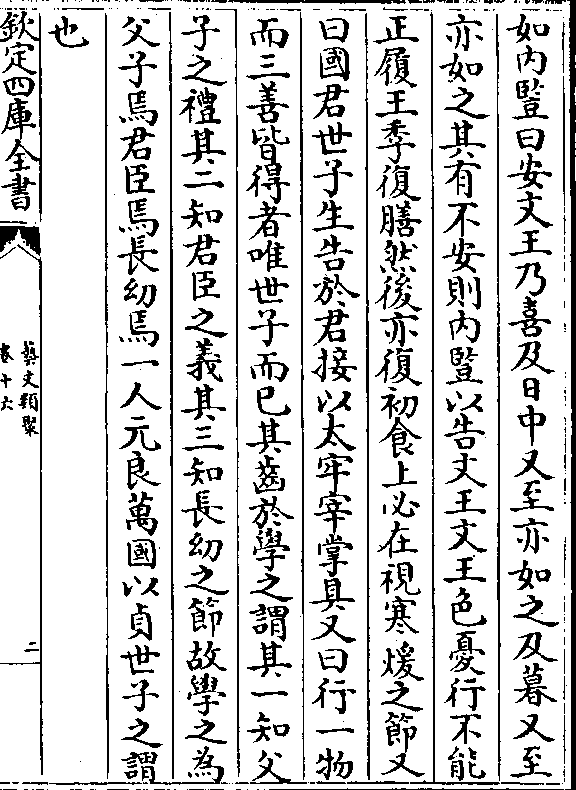 如内豎曰安文王乃喜及日中又至亦如之及暮又至
亦如之其有不安則内豎以告文王文王色憂行不能
正履王季復膳然後亦復初食上必在視寒煖之節又
曰國君世子生告於君接以太牢宰掌具又曰行一物
而三善皆得者唯世子而已其齒於學之謂其一知父
子之禮其二知君臣之義其三知長幼之節故學之為
父子焉君臣焉長幼焉一人元良萬國以貞世子之謂
也
欽定四庫全書
藝文類聚
卷十六
二